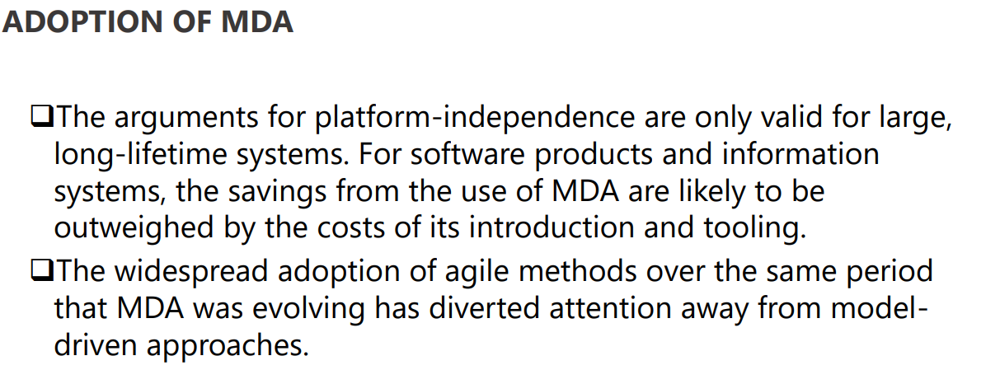 ADOPTION OF MDA
❑The arguments for platform-independence are only valid for large,
long-lifetime systems. For software products and information
systems, the savings from the use of MDA are likely to be
outweighed by the costs of its introduction and tooling.
❑The widespread adoption of agile methods over the same period
that MDA was evolving has diverted attention away from model-
driven approaches.